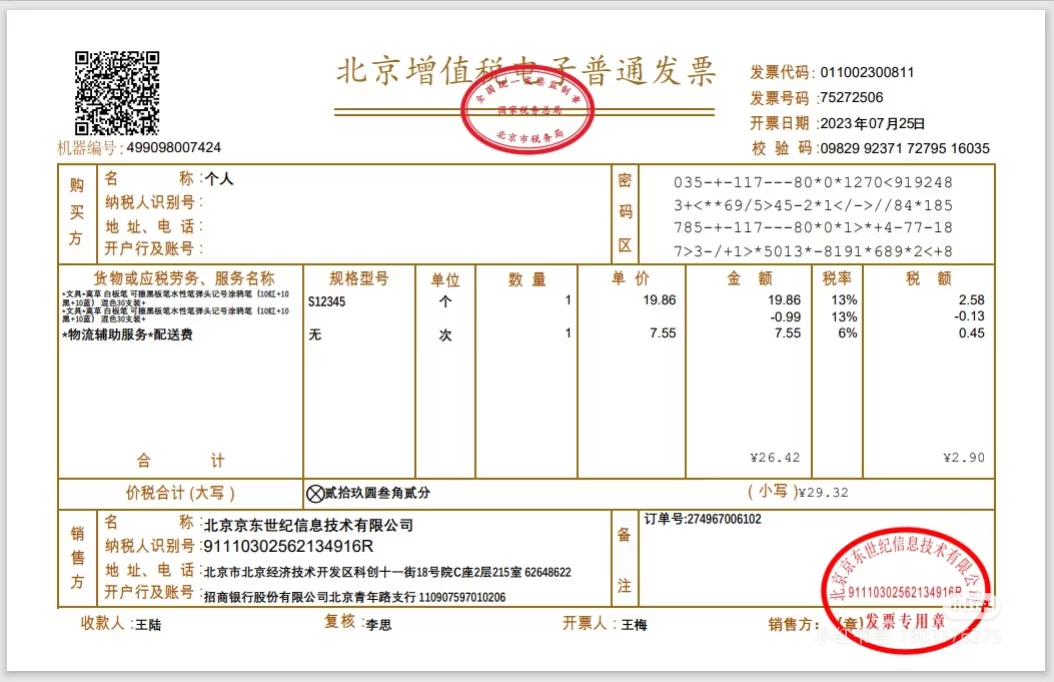 北京增值税电子普通发票
全国统一发票监制章
国家税务总局
北京市税务局
发票代码：011002300811
发票号码：75272506
开票日期：2023年07月25日
校 验 码：09829 92371 72795 16035
机器编号：499098007424
购买方
名 称：个人
纳税人识别号：
地 址、电 话：
开户行及账号：
密码区
035-+-117---80*0*1270<919248
3+<**69/5>45-2*1</->//84*185
785-+-117---80*0*1>*+4-77-18
7>3-/+1>*5013*-8191*689*2<+8
货物或应税劳务、服务名称 规格型号 单位 数 量 单 价 金 额 税率 税 额
*文具*高草 白板笔 可擦黑板笔水性笔弹头记号涂鸦笔（10红+10 S12345 个 1 19.86 19.86 13% 2.58
黑+10蓝） 混色30支装+
*文具*高草 白板笔 可擦黑板笔水性笔弹头记号涂鸦笔（10红+10 -0.99 13% -0.13
黑+10蓝） 混色30支装+
*物流辅助服务*配送费 无 次 1 7.55 7.55 6% 0.45
合 计 ¥26.42 ¥2.90
价税合计(大写) ⊗贰拾玖圆叁角贰分 (小写)¥29.32
销售方
名 称：北京京东世纪信息技术有限公司
纳税人识别号：91110302562134916R
地 址、电 话：北京市北京经济技术开发区科创十一街18号院C座2层215室 62648622
开户行及账号：招商银行股份有限公司北京青年路支行 110907597010206
备注
订单号:274967006102
北京京东世纪信息技术有限公司
91110302562134916R
发票专用章
收款人：王陆 复核：李思 开票人：王梅 销售方：(章)